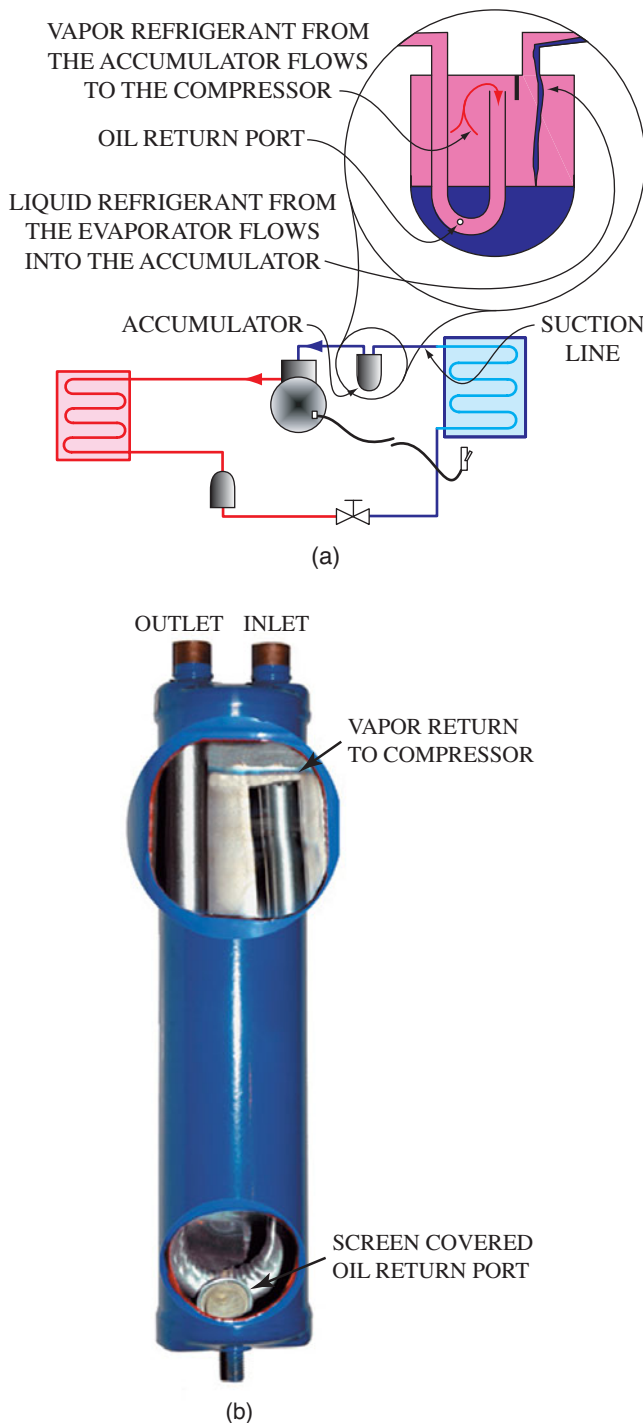 VAPOR REFRIGERANT FROM
THE ACCUMULATOR FLOWS
TO THE COMPRESSOR
OIL RETURN PORT
LIQUID REFRIGERANT FROM
THE EVAPORATOR FLOWS
INTO THE ACCUMULATOR
ACCUMULATOR
SUCTION
LINE
(a)
OUTLET INLET
VAPOR RETURN
TO COMPRESSOR
SCREEN COVERED
OIL RETURN PORT
(b)